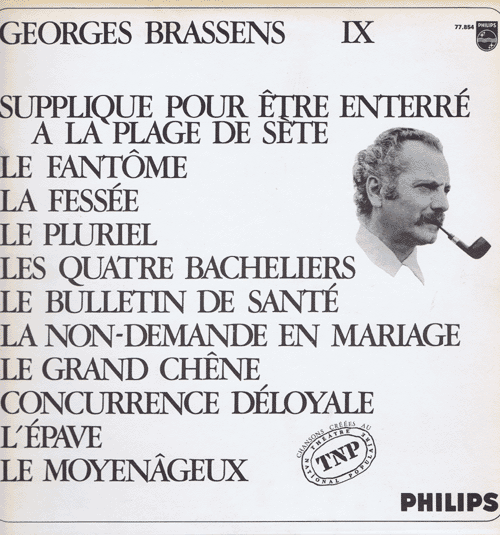 GEORGES BRASSENS IX
77.854 PHILIPS
SUPPLIQUE POUR ÊTRE ENTERRÉ
A LA PLAGE DE SÈTE
LE FANTÔME
LA FESSÉE
LE PLURIEL
LES QUATRE BACHELIERS
LE BULLETIN DE SANTÉ
LA NON-DEMANDE EN MARIAGE
LE GRAND CHÊNE
CONCURRENCE DÉLOYALE
L'ÉPAVE
LE MOYENÂGEUX
CHANSONS CRÉÉES AU
THÉATRE
NATIONAL POPULAIRE
TNP
PHILIPS